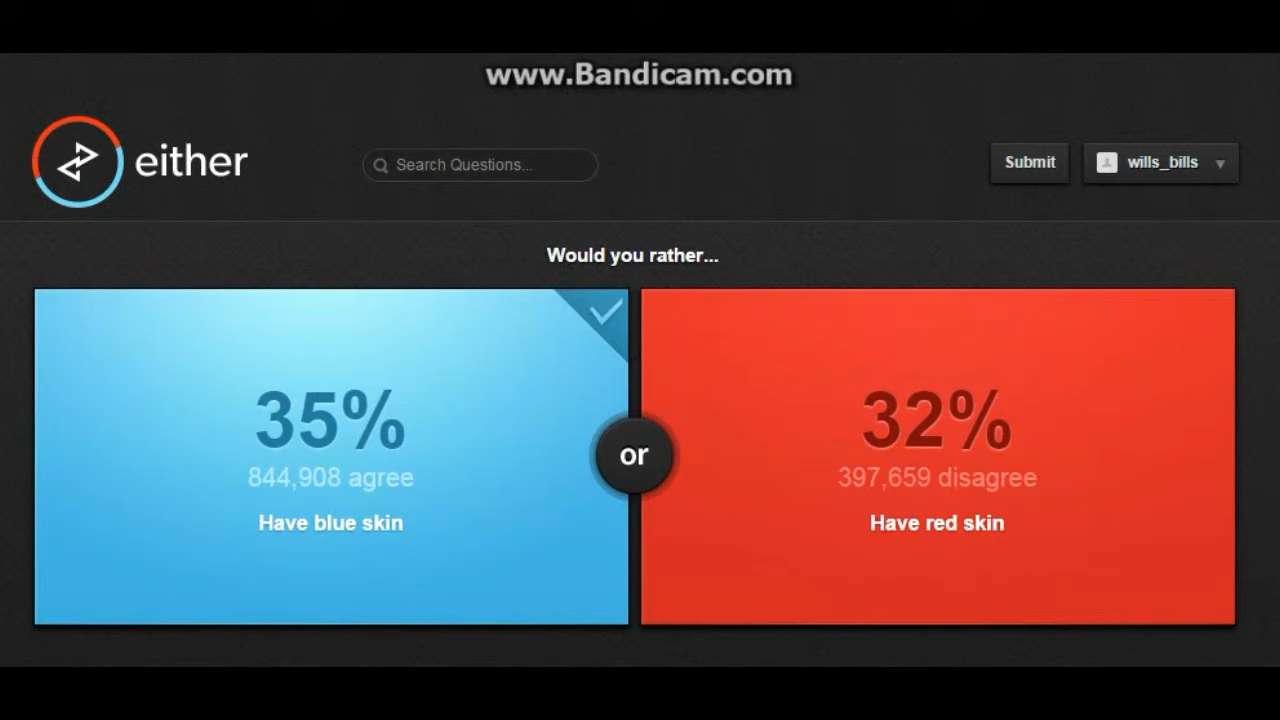 www.Bandicam.com
either
Search Questions...
Submit
wills_bills
Would you rather...
35%
844,908 agree
Have blue skin
or
32%
397,659 disagree
Have red skin